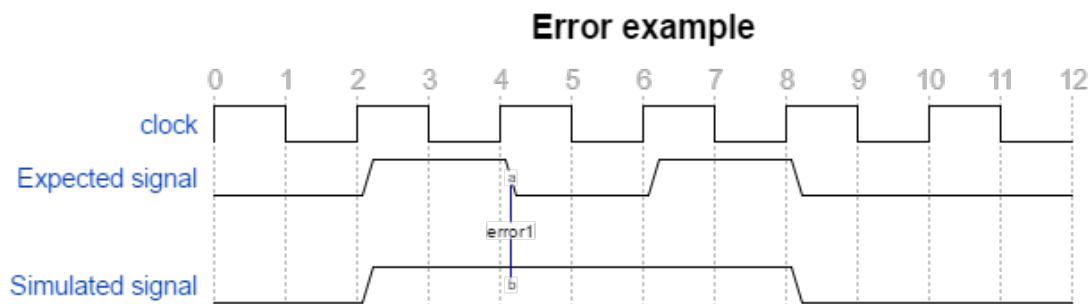 Error example
0 1 2 3 4 5 6 7 8 9 10 11 12
clock
Expected signal
a
error1
Simulated signal
b